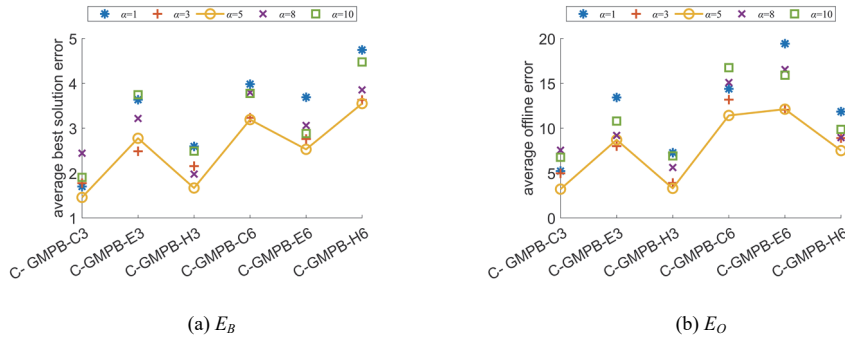 α=1 α=3 α=5 α=8 α=10
average best solution error
5
4
3
2
1
C- GMPB-C3
C-GMPB-E3
C-GMPB-H3
C-GMPB-C6
C-GMPB-E6
C-GMPB-H6
(a) E_B
α=1 α=3 α=5 α=8 α=10
average offline error
20
15
10
5
0
C- GMPB-C3
C-GMPB-E3
C-GMPB-H3
C-GMPB-C6
C-GMPB-E6
C-GMPB-H6
(b) E_O